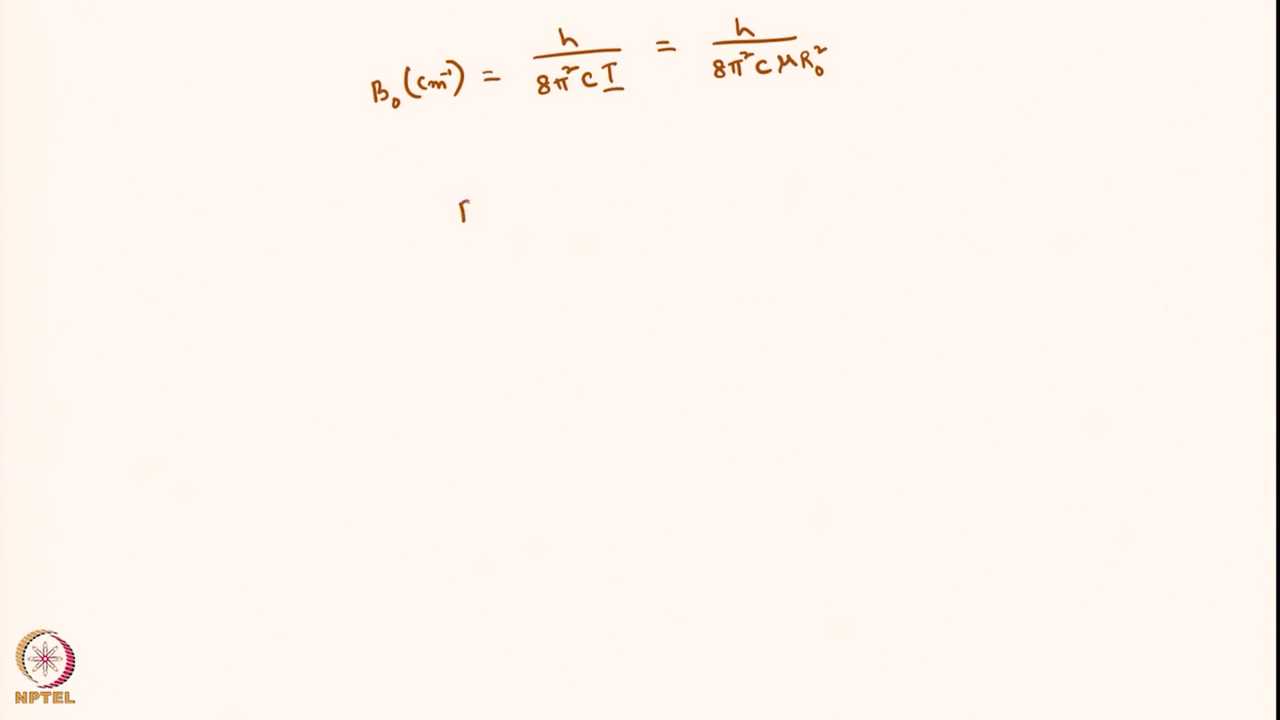 B₀(cm⁻¹) = h / 8π²CI = h / 8π²CμR₀²
NPTEL